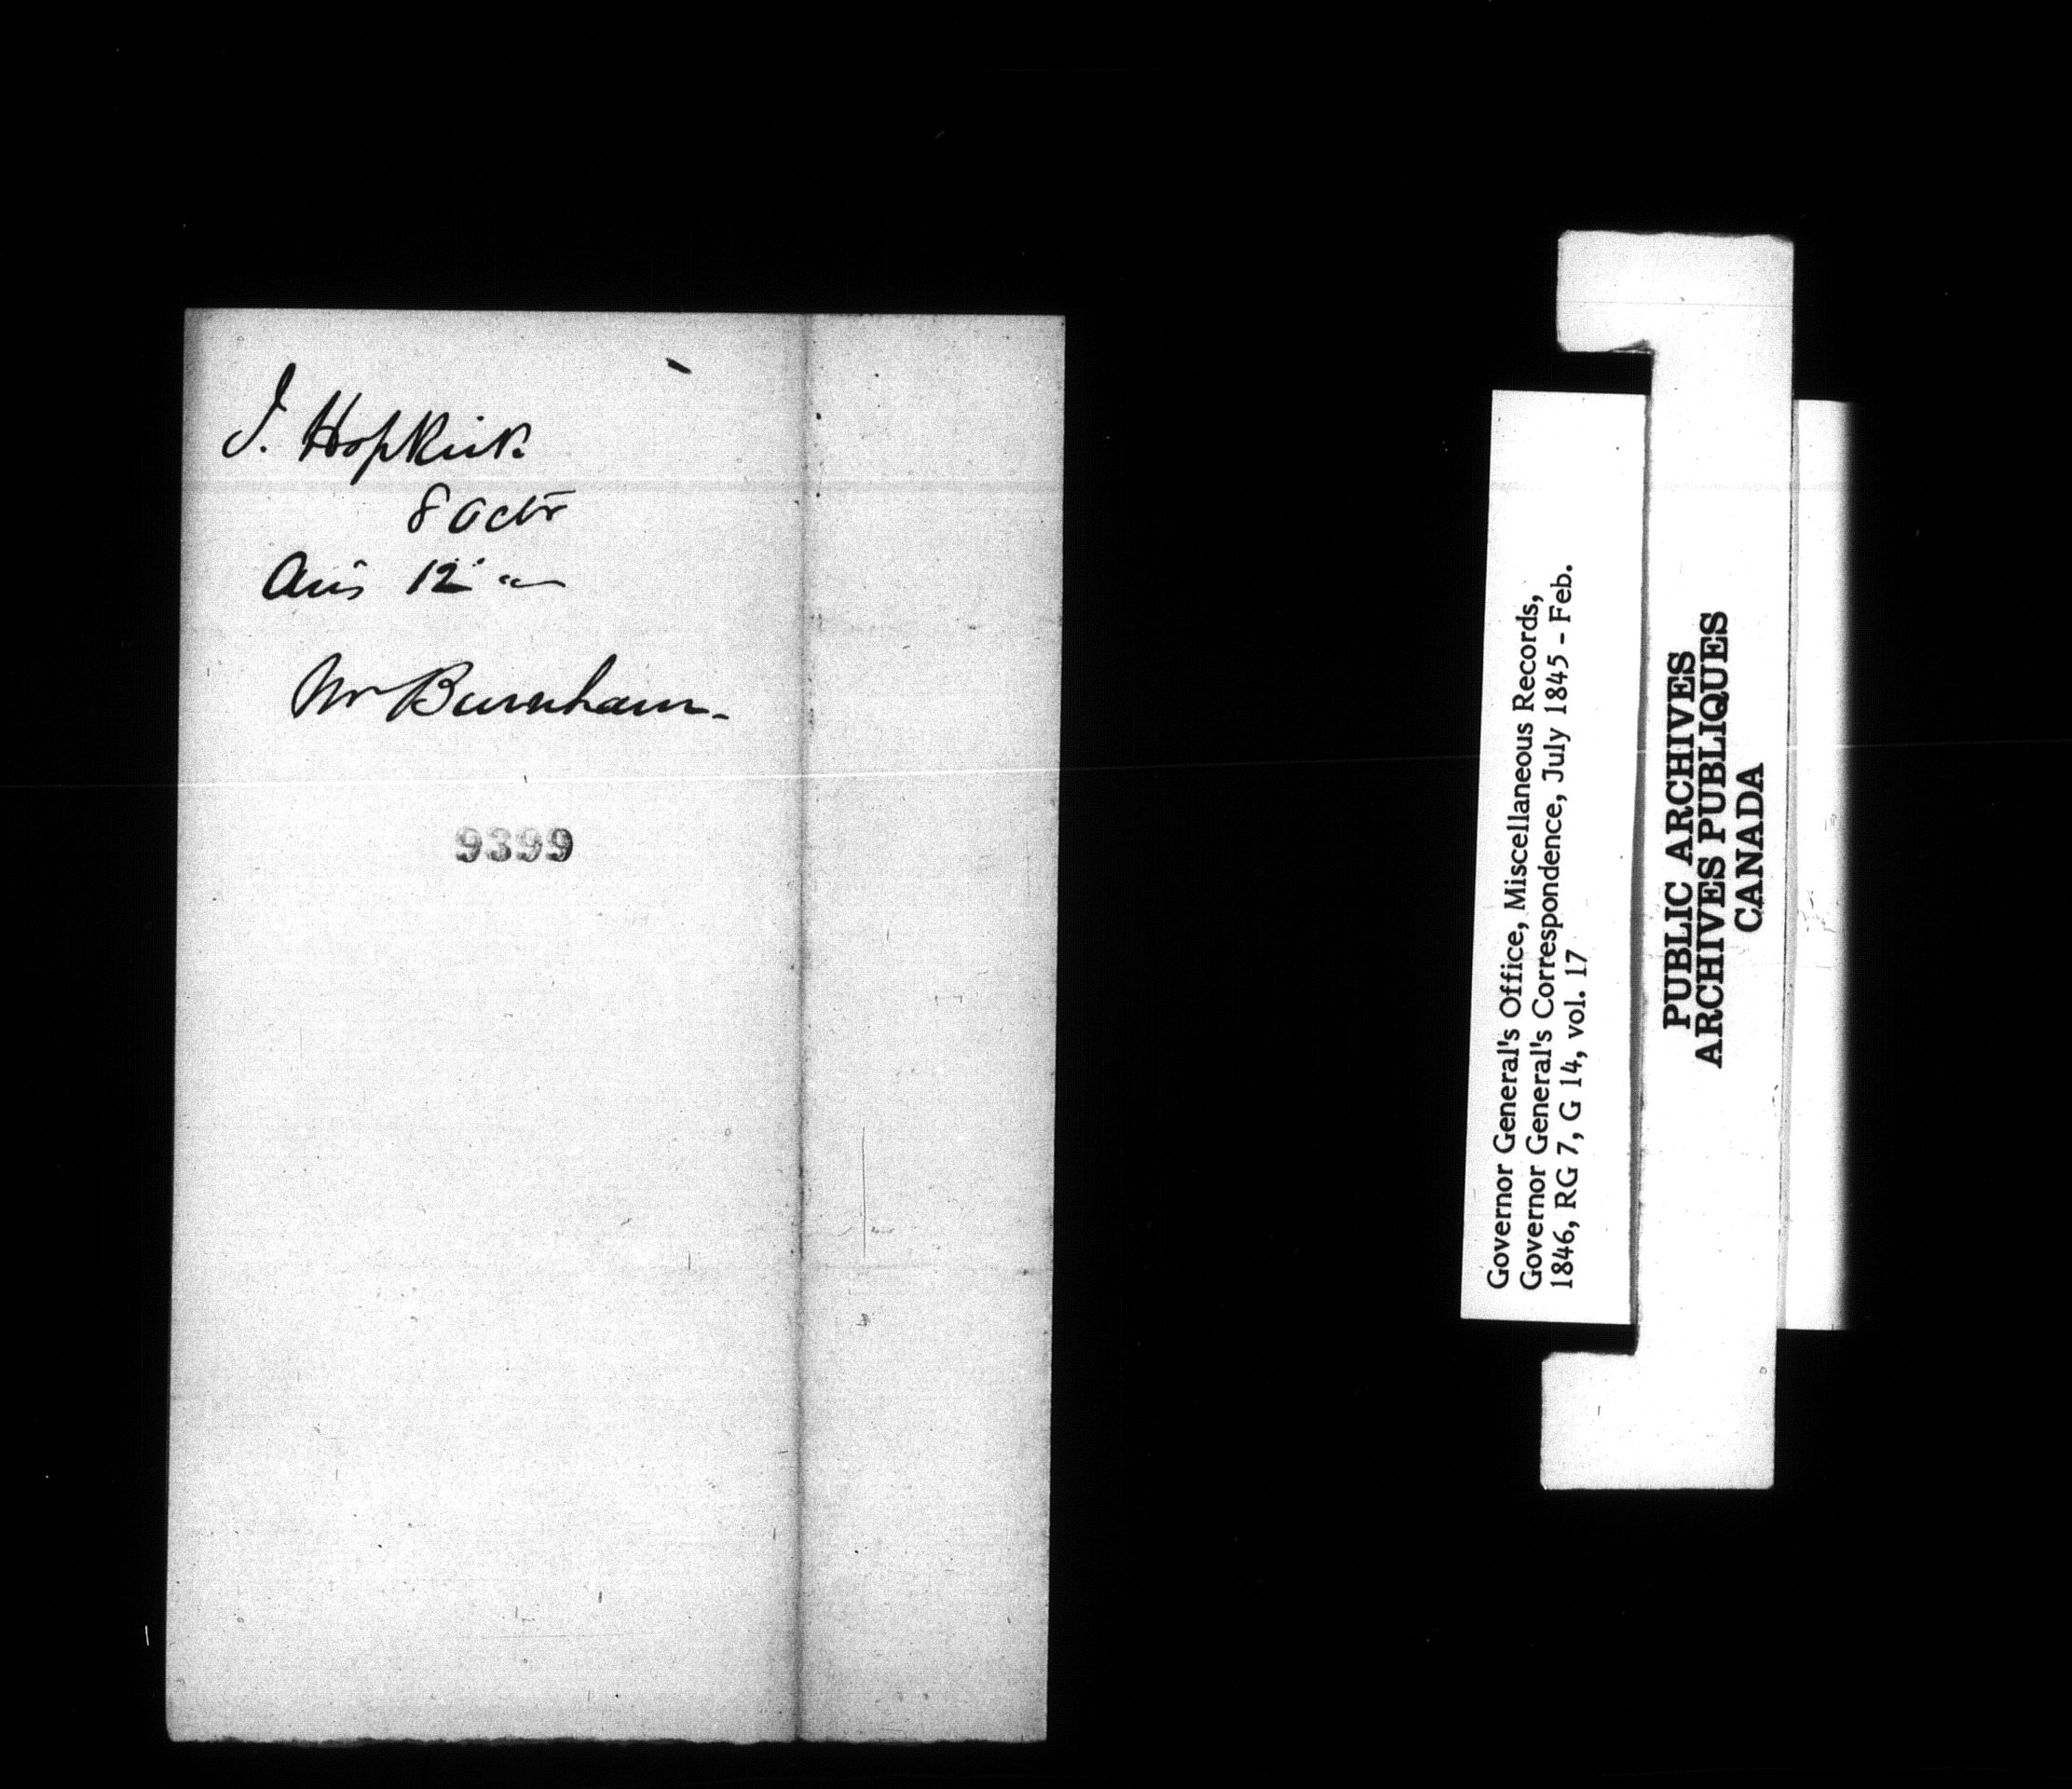 J. Hopkirk
8 Octr
Ans 12 "
Mr Burnham.
9399
Governor General's Office, Miscellaneous Records,
Governor General's Correspondence, July 1845 - Feb.
1846, RG 7, G 14, vol. 17
PUBLIC ARCHIVES
ARCHIVES PUBLIQUES
CANADA